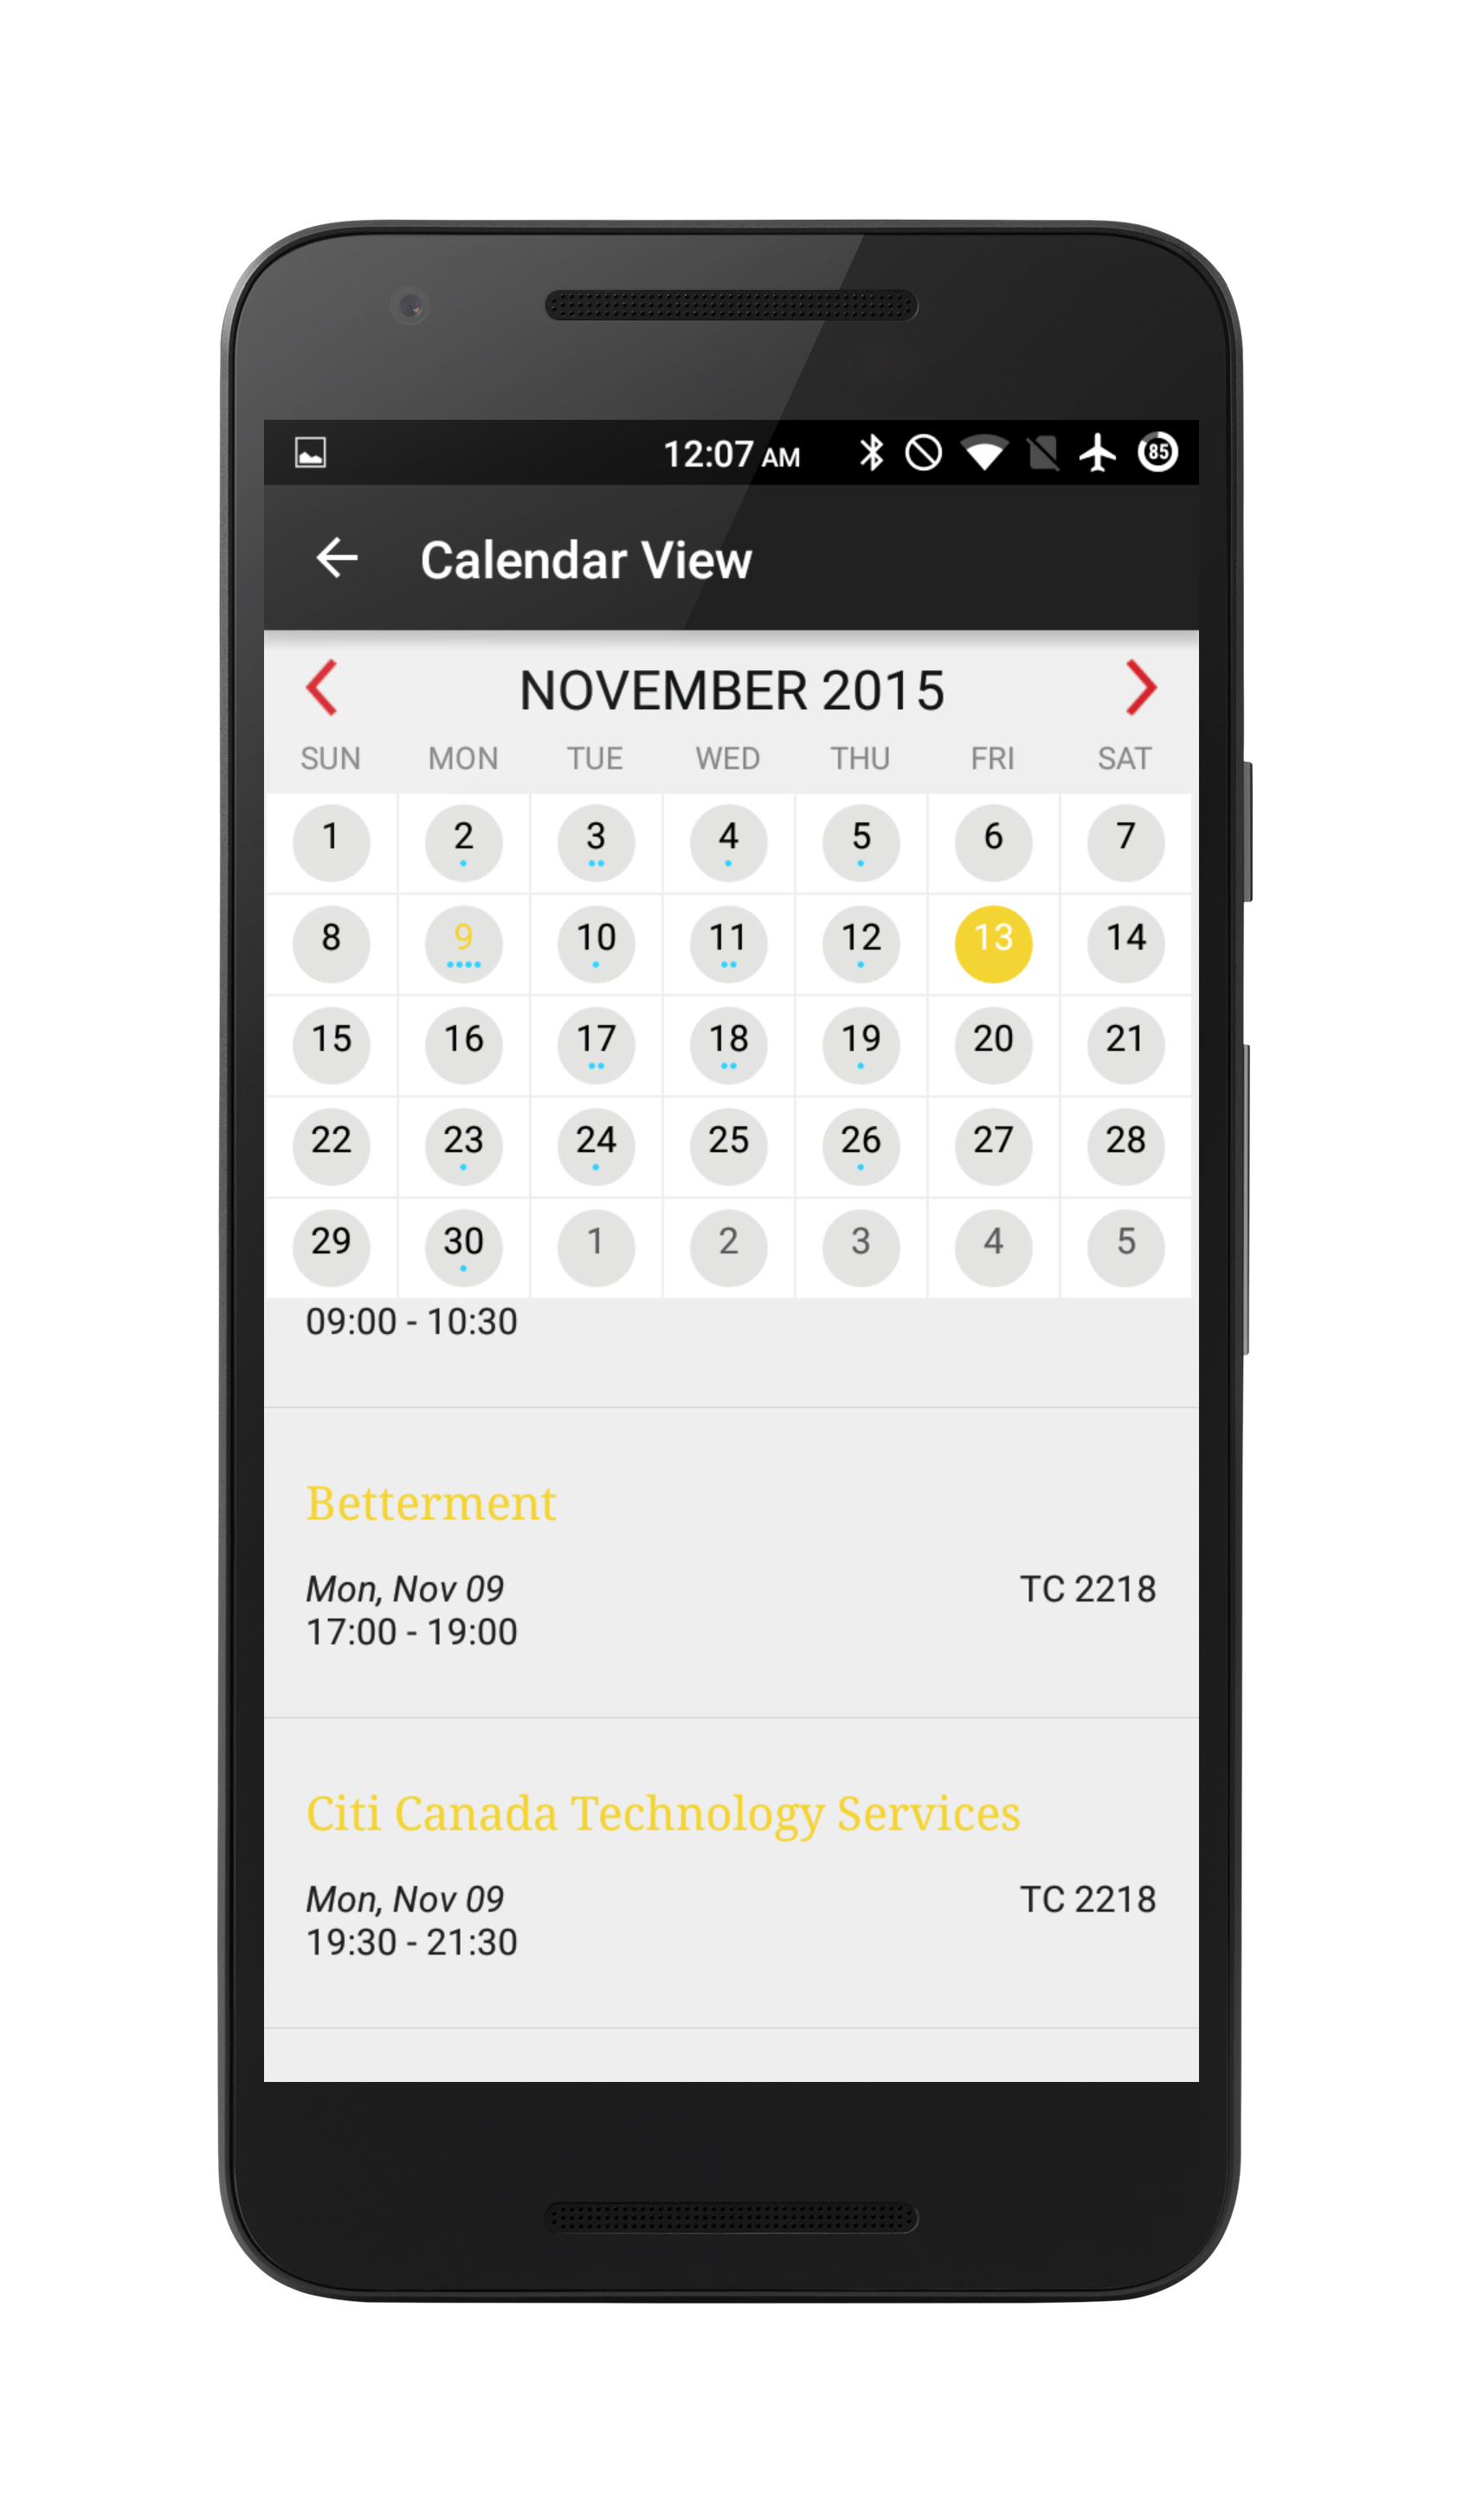 12:07 AM 85
Calendar View
NOVEMBER 2015
SUN MON TUE WED THU FRI SAT
1 2 3 4 5 6 7
8 9 10 11 12 13 14
15 16 17 18 19 20 21
22 23 24 25 26 27 28
29 30 1 2 3 4 5
09:00 - 10:30
Betterment
Mon, Nov 09 TC 2218
17:00 - 19:00
Citi Canada Technology Services
Mon, Nov 09 TC 2218
19:30 - 21:30